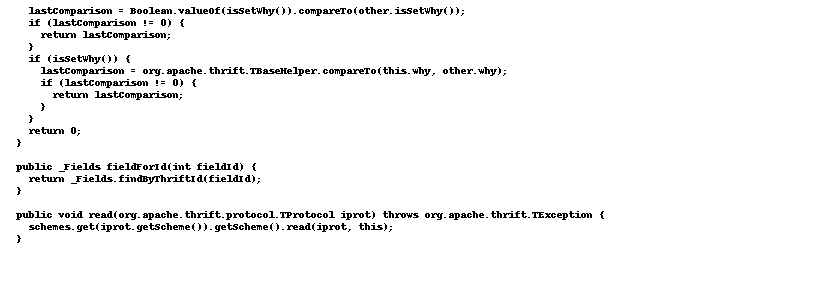 lastComparison = Boolean.valueOf(isSetWhy()).compareTo(other.isSetWhy());
if (lastComparison != 0) {
return lastComparison;
}
if (isSetWhy()) {
lastComparison = org.apache.thrift.TBaseHelper.compareTo(this.why, other.why);
if (lastComparison != 0) {
return lastComparison;
}
}
return 0;
}
public _Fields fieldForId(int fieldId) {
return _Fields.findByThriftId(fieldId);
}
public void read(org.apache.thrift.protocol.TProtocol iprot) throws org.apache.thrift.TException {
schemes.get(iprot.getScheme()).getScheme().read(iprot, this);
}